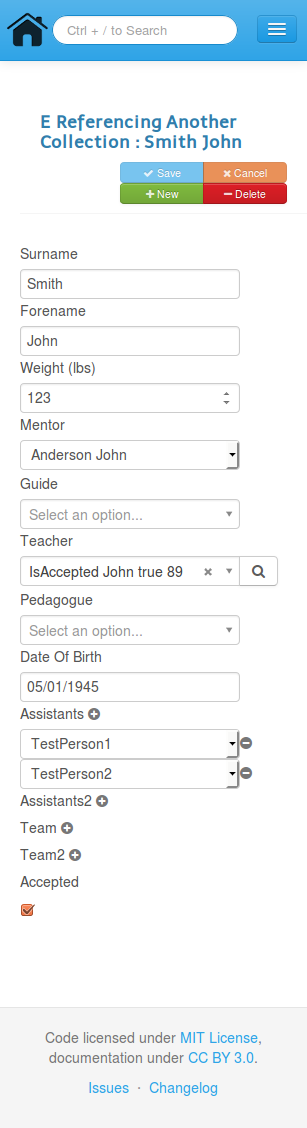 Ctrl + / to Search
E Referencing Another
Collection : Smith John
Save Cancel
New Delete
Surname
Smith
Forename
John
Weight (lbs)
123
Mentor
Anderson John
Guide
Select an option...
Teacher
IsAccepted John true 89
Pedagogue
Select an option...
Date Of Birth
05/01/1945
Assistants
TestPerson1
TestPerson2
Assistants2
Team
Team2
Accepted
Code licensed under MIT License,
documentation under CC BY 3.0.
Issues · Changelog